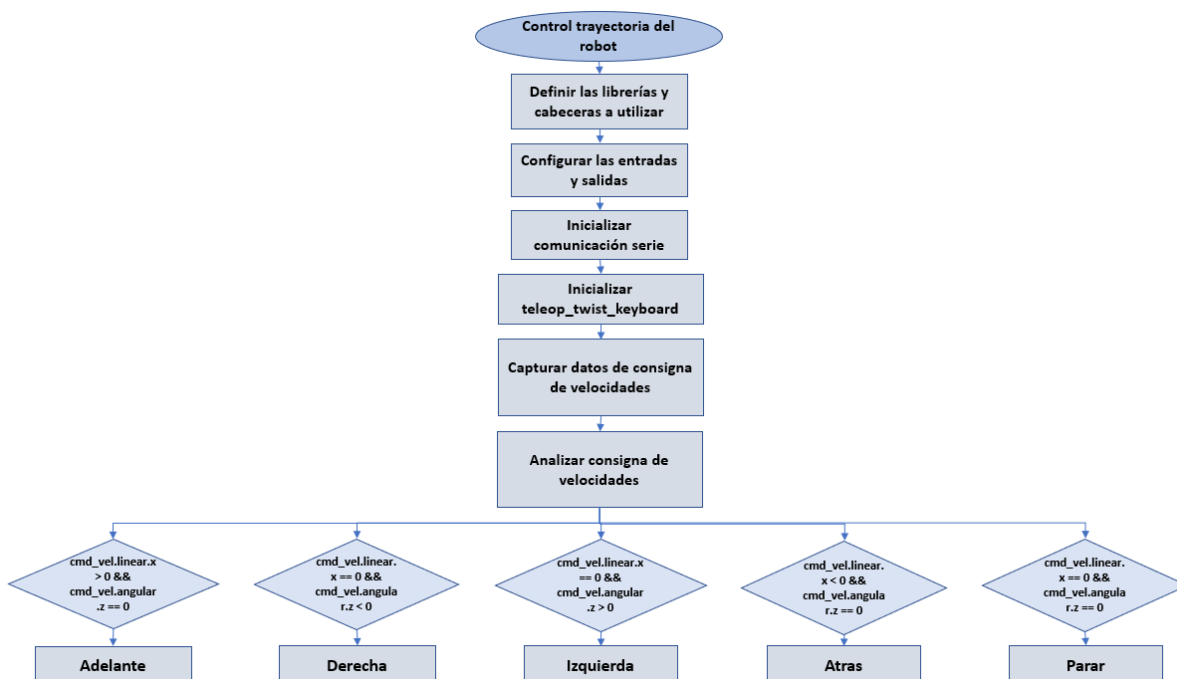 Control trayectoria del
robot
Definir las librerías y
cabeceras a utilizar
Configurar las entradas
y salidas
Inicializar
comunicación serie
Inicializar
teleop_twist_keyboard
Capturar datos de consigna
de velocidades
Analizar consigna de
velocidades
cmd_vel.linear.x
> 0 &&
cmd_vel.angular
.z == 0
cmd_vel.linear.
x == 0 &&
cmd_vel.angula
r.z < 0
cmd_vel.linear.x
== 0 &&
cmd_vel.angular
.z > 0
cmd_vel.linear.
x < 0 &&
cmd_vel.angula
r.z == 0
cmd_vel.linear.
x == 0 &&
cmd_vel.angula
r.z == 0
Adelante
Derecha
Izquierda
Atras
Parar